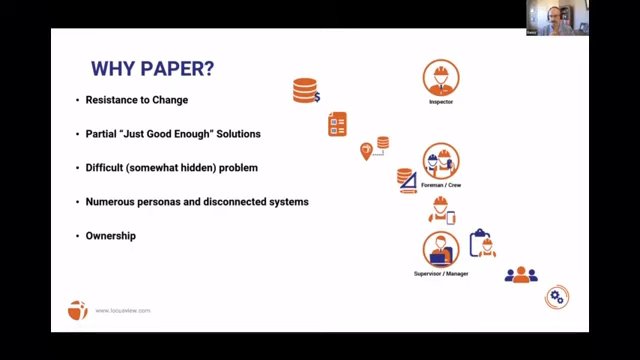 WHY PAPER?
• Resistance to Change
• Partial “Just Good Enough” Solutions
• Difficult (somewhat hidden) problem
• Numerous personas and disconnected systems
• Ownership
$
Inspector
Foreman / Crew
Supervisor / Manager
www.locusview.com